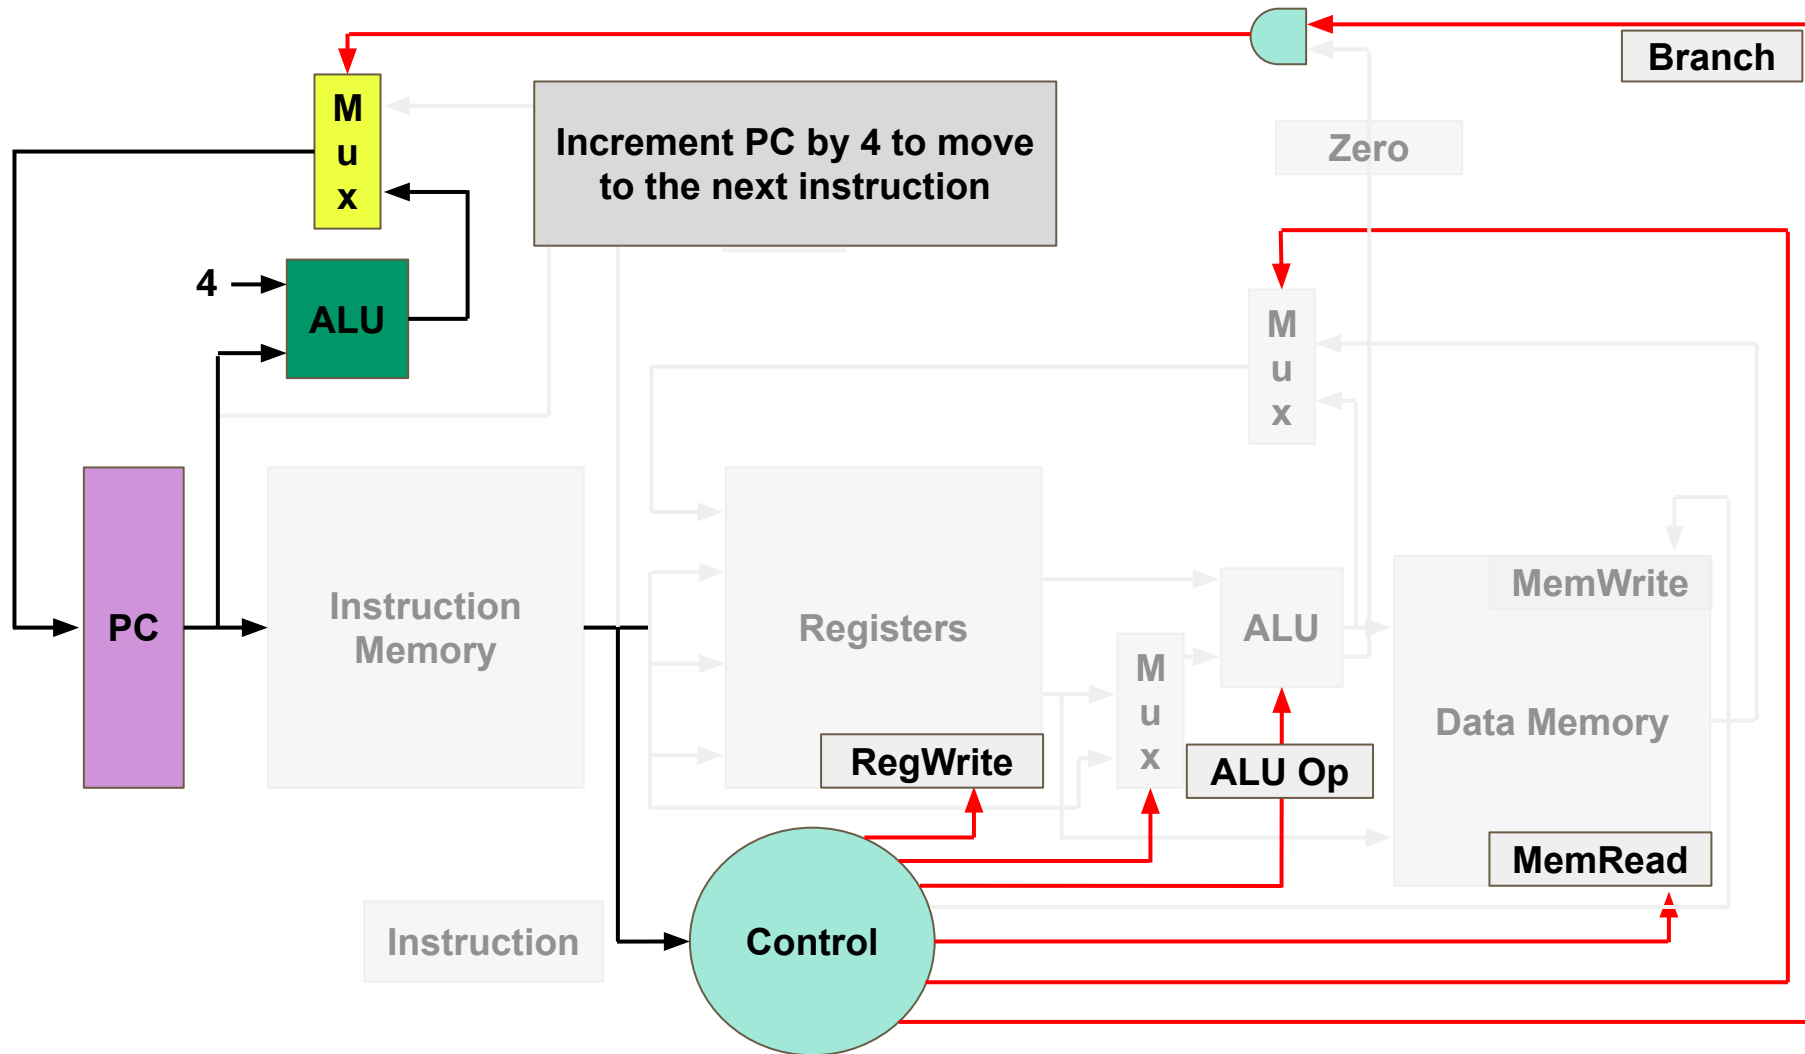 Branch
M
u
x
Increment PC by 4 to move
to the next instruction
Zero
4
ALU
M
u
x
PC
Instruction
Memory
Registers
ALU
MemWrite
M
u
x
Data Memory
RegWrite
ALU Op
MemRead
Instruction
Control